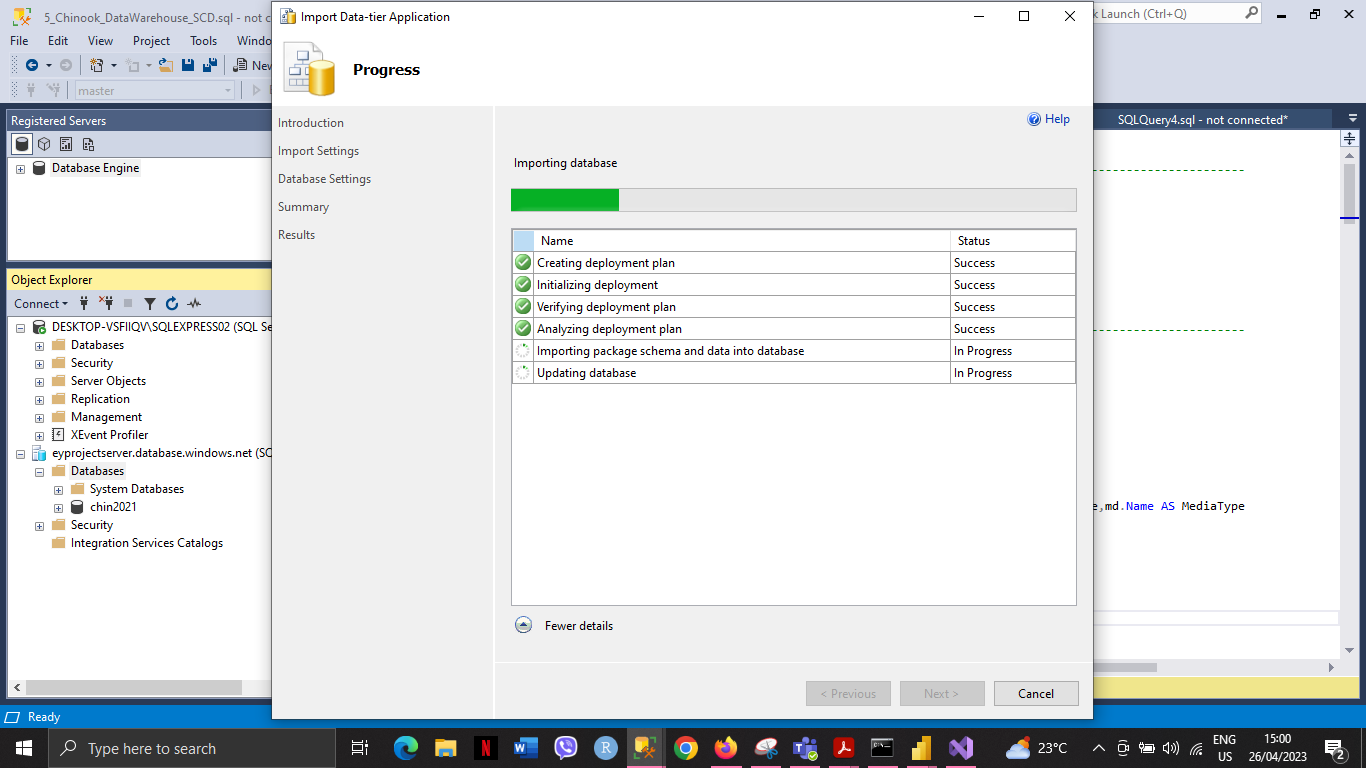 5_Chinook_DataWarehouse_SCD.sql - not c
Import Data-tier Application
k Launch (Ctrl+Q)
File Edit View Project Tools Windo
New
master
Progress
Registered Servers
Database Engine
Object Explorer
Connect
DESKTOP-VSFIIQV\SQLEXPRESS02 (SQL Se
Databases
Security
Server Objects
Replication
Management
XEvent Profiler
eyprojectserver.database.windows.net (SQ
Databases
System Databases
chin2021
Security
Integration Services Catalogs
Introduction
Import Settings
Database Settings
Summary
Results
Help
Importing database
Name Status
Creating deployment plan Success
Initializing deployment Success
Verifying deployment plan Success
Analyzing deployment plan Success
Importing package schema and data into database In Progress
Updating database In Progress
Fewer details
< Previous Next > Cancel
SQLQuery4.sql - not connected*
e,md.Name AS MediaType
Ready
Type here to search
23°C
ENG
US
15:00
26/04/2023
2